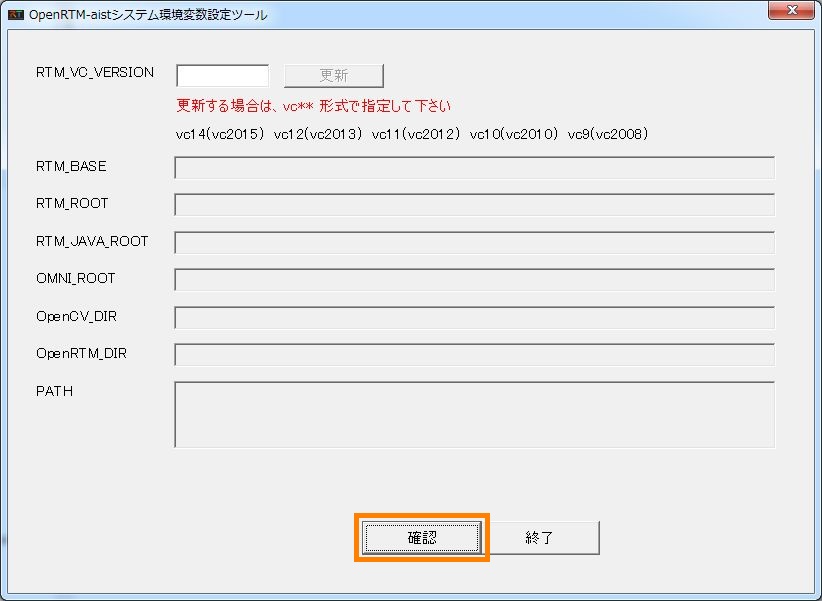 OpenRTM-aistシステム環境変数設定ツール
RTM_VC_VERSION 更新
更新する場合は、vc** 形式で指定して下さい
vc14(vc2015) vc12(vc2013) vc11(vc2012) vc10(vc2010) vc9(vc2008)
RTM_BASE
RTM_ROOT
RTM_JAVA_ROOT
OMNI_ROOT
OpenCV_DIR
OpenRTM_DIR
PATH
確認 終了